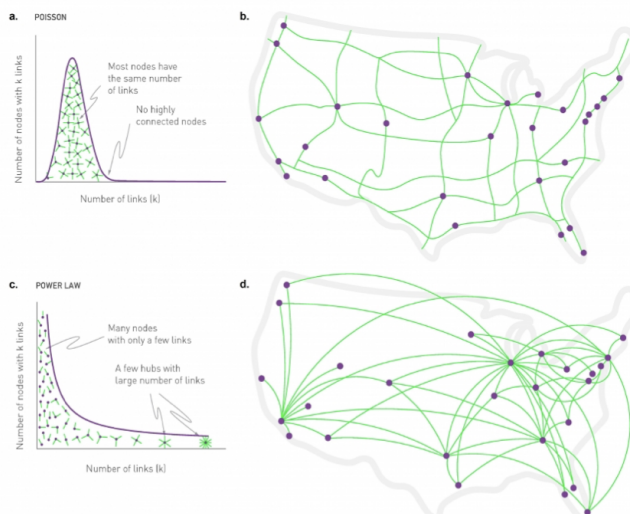 a. POISSON
Number of nodes with k links
Most nodes have
the same number
of links
No highly
connected nodes
Number of links (k)
b.
c. POWER LAW
Number of nodes with k links
Many nodes
with only a few links
A few hubs with
large number of links
Number of links (k)
d.